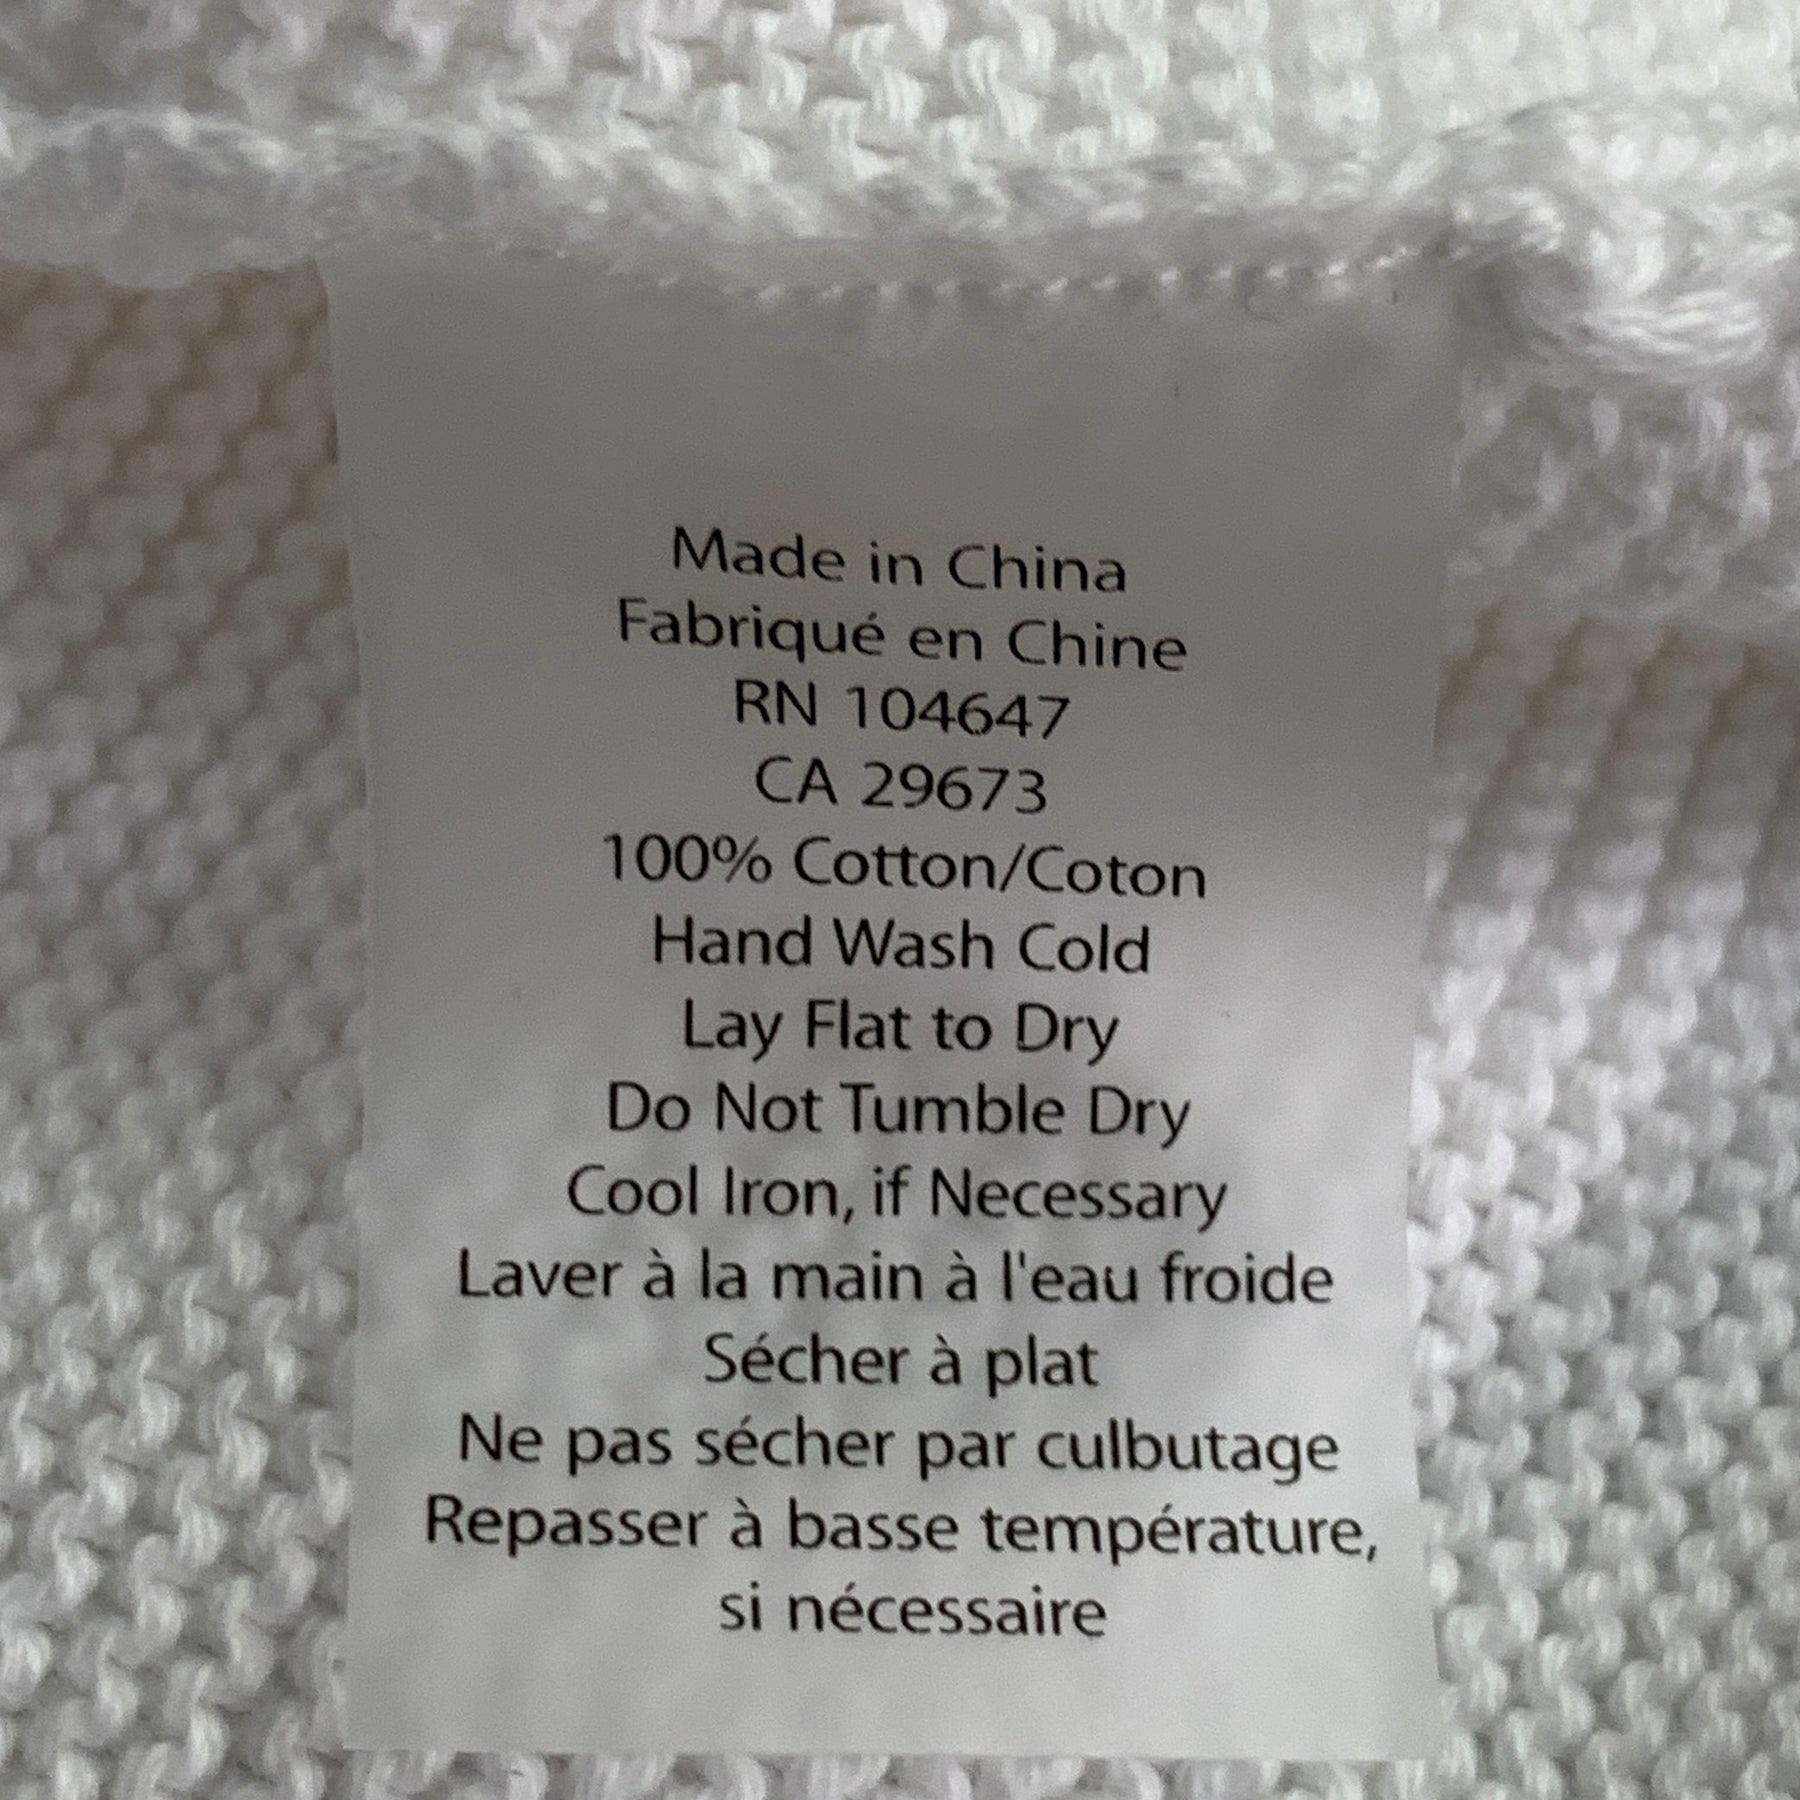 Made in China
Fabriqué en Chine
RN 104647
CA 29673
100% Cotton/Coton
Hand Wash Cold
Lay Flat to Dry
Do Not Tumble Dry
Cool Iron, if Necessary
Laver à la main à l'eau froide
Sécher à plat
Ne pas sécher par culbutage
Repasser à basse température,
si nécessaire